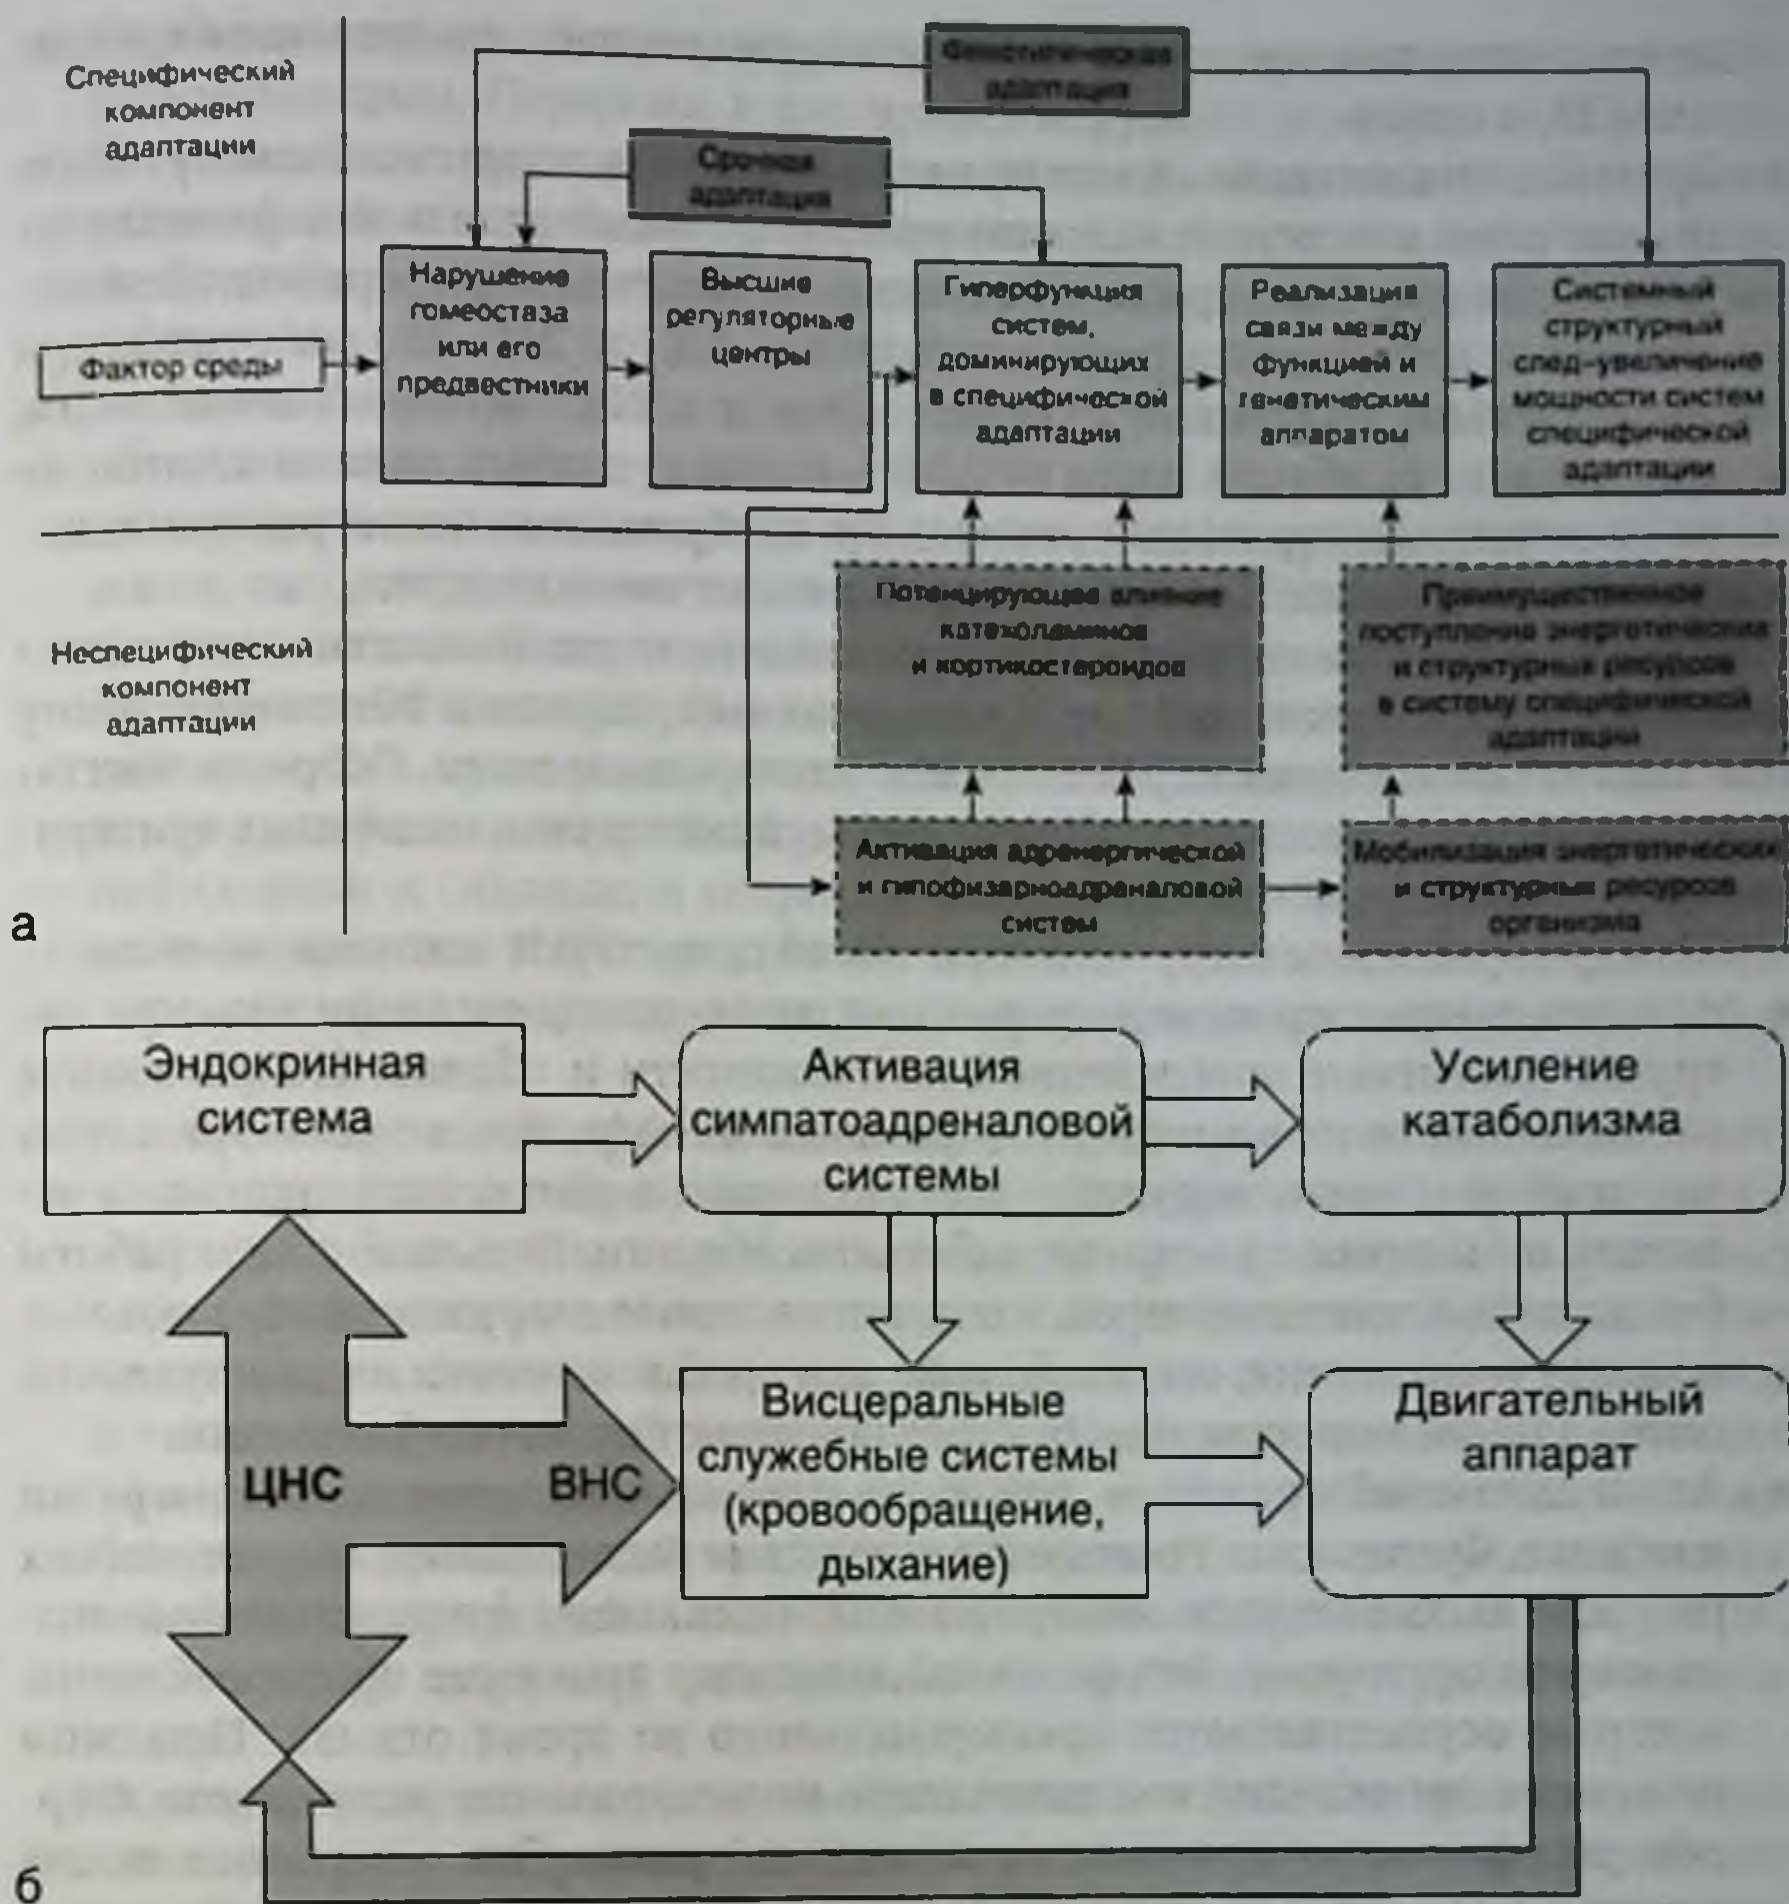 Специфический
компонент
адаптации
Фенотипическая
адаптация
Срочная
адаптация
Фактор среды
Нарушение
гомеостаза
или его
предвестники
Высшие
регуляторные
центры
Гиперфункция
систем,
доминирующих
в специфической
адаптации
Реализация
связи между
функцией и
генетическим
аппаратом
Системный
структурный
след-увеличение
мощности систем
специфической
адаптации
Неспецифический
компонент
адаптации
Потенцирующее влияние
катехоламинов
и кортикостероидов
Преимущественное
поступление энергетических
и структурных ресурсов
в систему специфической
адаптации
Активация адренергической
и гипофизарноадреналовой
систем
Мобилизация энергетических
и структурных ресурсов
организма
а
Эндокринная
система
Активация
симпатоадреналовой
системы
Усиление
катаболизма
ЦНС
ВНС
Висцеральные
служебные системы
(кровообращение,
дыхание)
Двигательный
аппарат
б